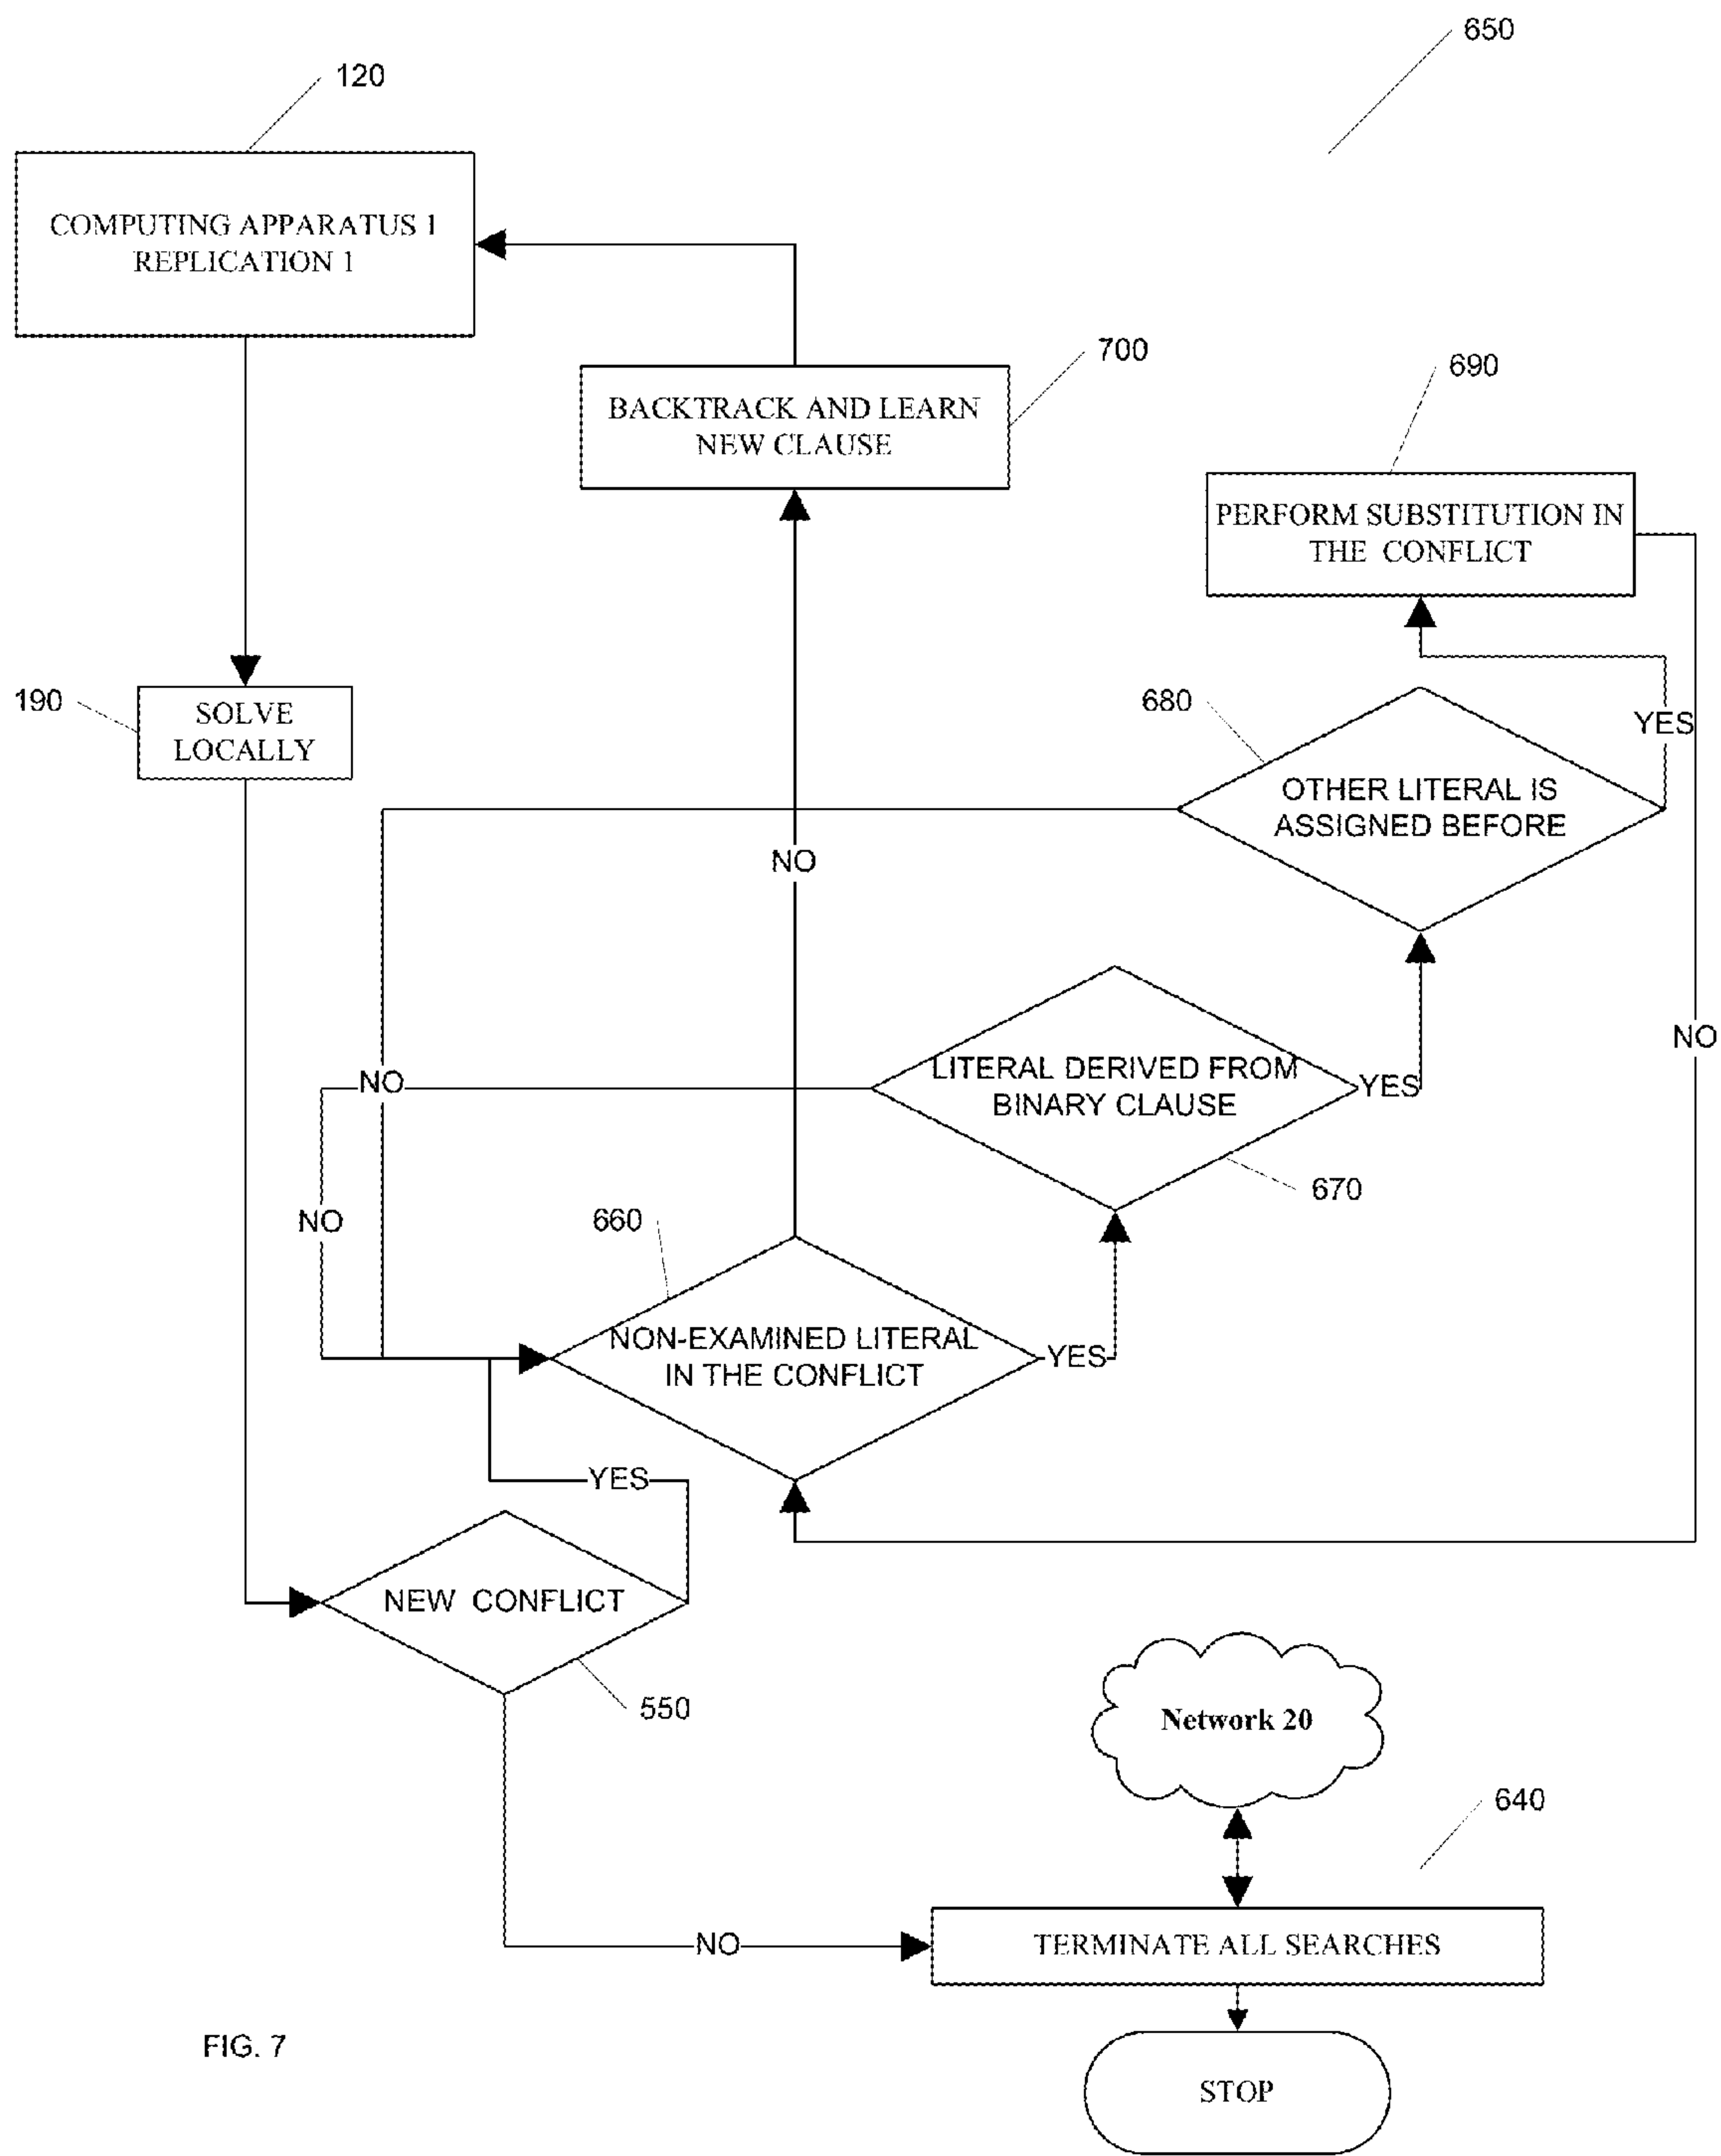 650
120
COMPUTING APPARATUS 1
REPLICATION 1
700
BACKTRACK AND LEARN
NEW CLAUSE
690
PERFORM SUBSTITUTION IN
THE CONFLICT
190
SOLVE
LOCALLY
680
YES
OTHER LITERAL IS
ASSIGNED BEFORE
NO
NO
LITERAL DERIVED FROM
BINARY CLAUSE
YES
NO
670
NO
660
NON-EXAMINED LITERAL
IN THE CONFLICT
YES
YES
NEW CONFLICT
550
Network 20
640
NO
TERMINATE ALL SEARCHES
FIG. 7
STOP